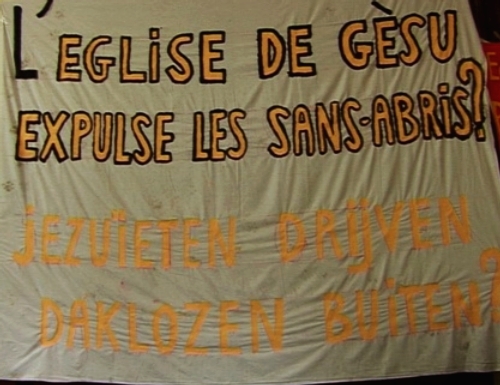 L'EGLISE DE GÈSU
EXPULSE LES SANS-ABRIS?
JEZUÏETEN DRIJVEN
DAKLOZEN BUITEN?